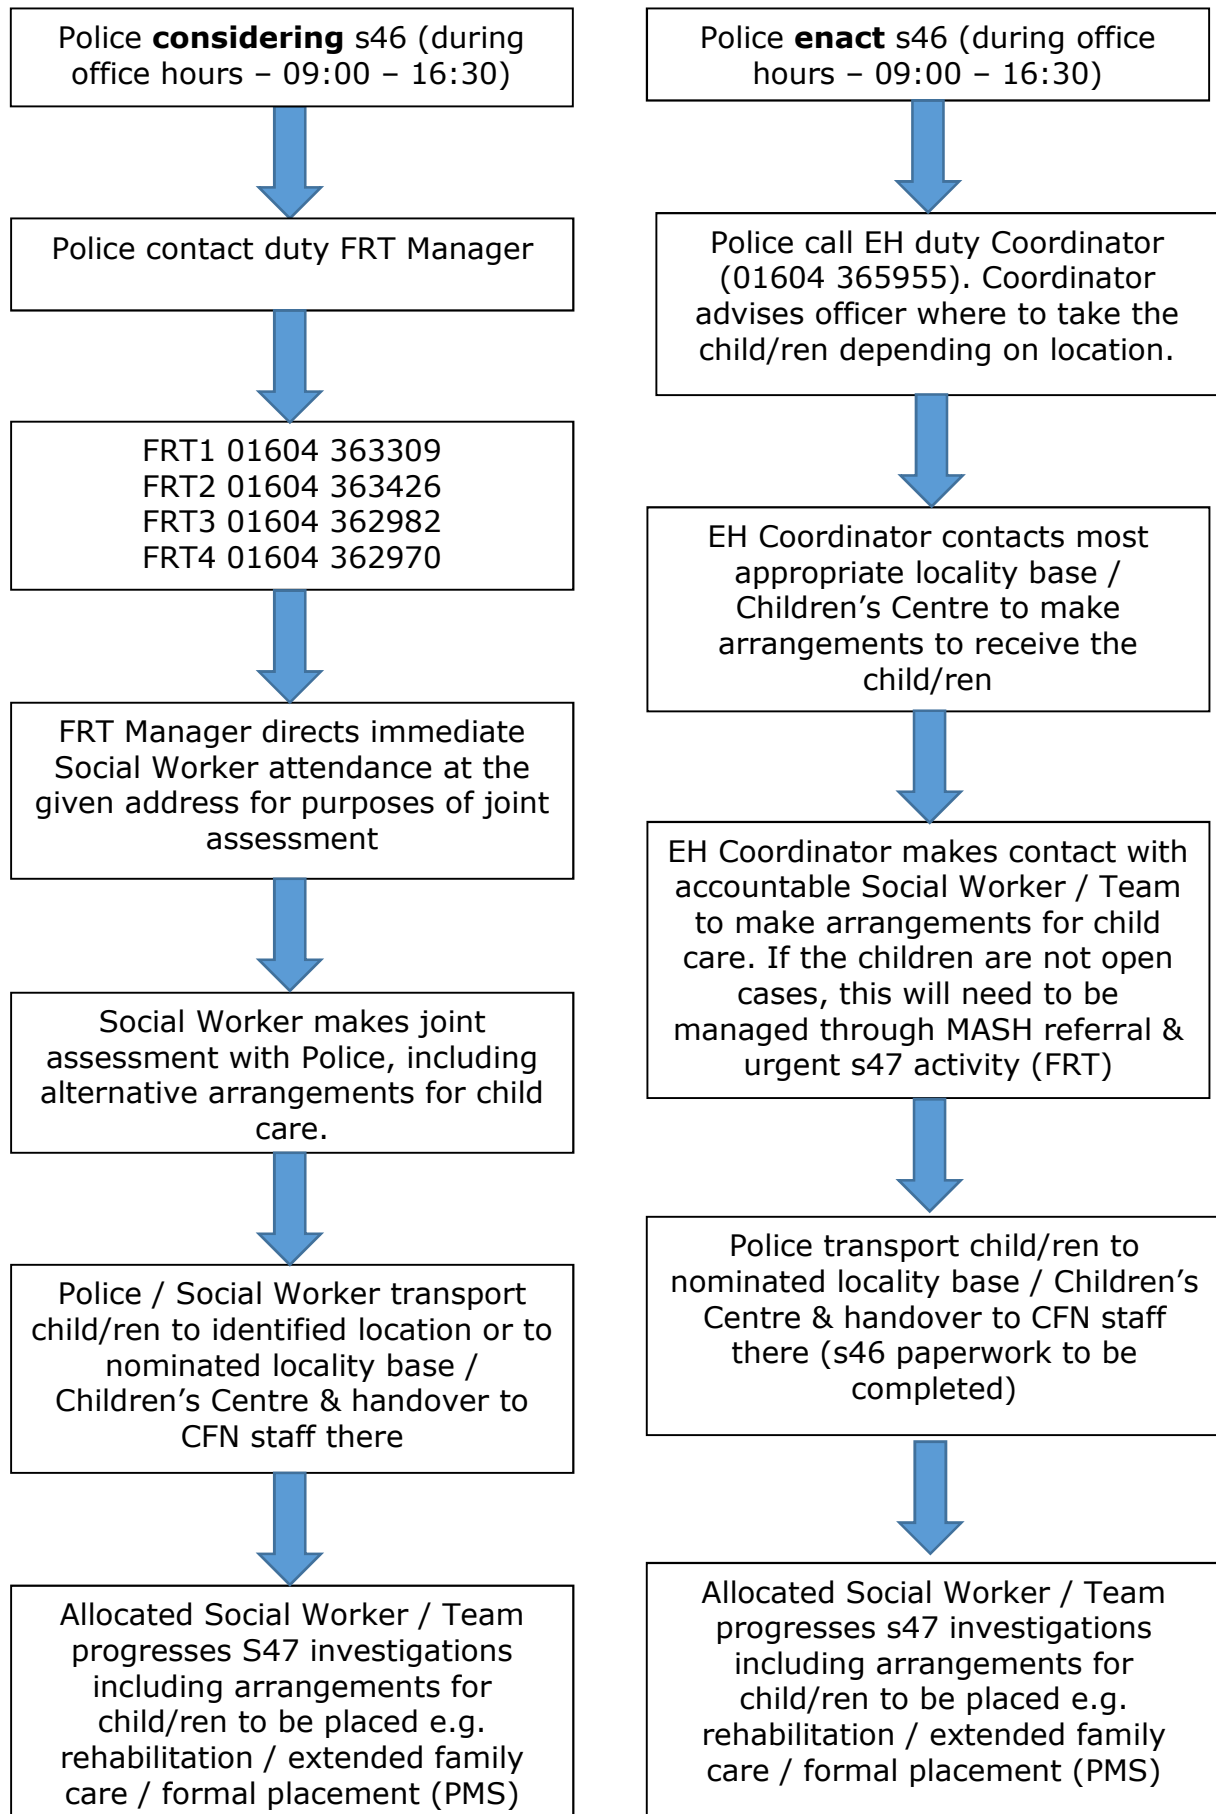 Police considering s46 (during
office hours – 09:00 – 16:30)
Police contact duty FRT Manager
FRT1 01604 363309
FRT2 01604 363426
FRT3 01604 362982
FRT4 01604 362970
FRT Manager directs immediate
Social Worker attendance at the
given address for purposes of joint
assessment
Social Worker makes joint
assessment with Police, including
alternative arrangements for child
care.
Police / Social Worker transport
child/ren to identified location or to
nominated locality base /
Children’s Centre & handover to
CFN staff there
Allocated Social Worker / Team
progresses S47 investigations
including arrangements for
child/ren to be placed e.g.
rehabilitation / extended family
care / formal placement (PMS)
Police enact s46 (during office
hours – 09:00 – 16:30)
Police call EH duty Coordinator
(01604 365955). Coordinator
advises officer where to take the
child/ren depending on location.
EH Coordinator contacts most
appropriate locality base /
Children’s Centre to make
arrangements to receive the
child/ren
EH Coordinator makes contact with
accountable Social Worker / Team
to make arrangements for child
care. If the children are not open
cases, this will need to be
managed through MASH referral &
urgent s47 activity (FRT)
Police transport child/ren to
nominated locality base / Children’s
Centre & handover to CFN staff
there (s46 paperwork to be
completed)
Allocated Social Worker / Team
progresses s47 investigations
including arrangements for
child/ren to be placed e.g.
rehabilitation / extended family
care / formal placement (PMS)